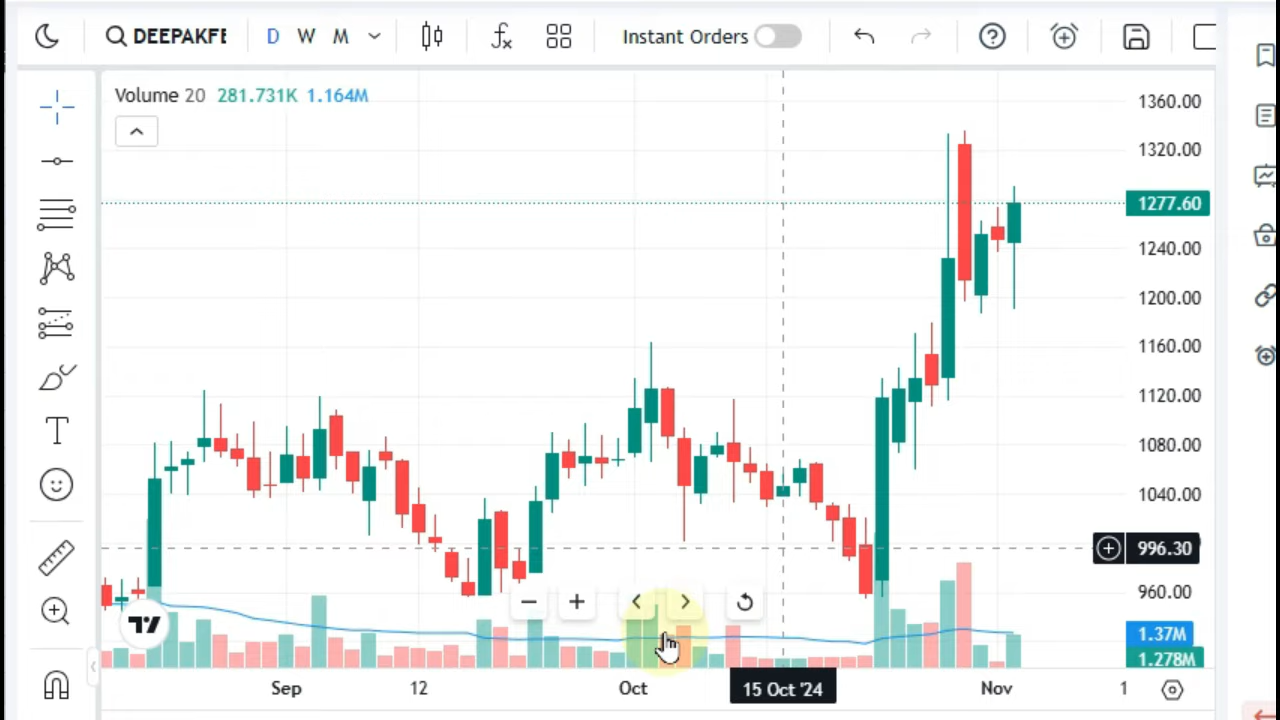 DEEPAKFE D W M Instant Orders
Volume 20 281.731K 1.164M
1360.00
1320.00
1277.60
1240.00
1200.00
1160.00
1120.00
1080.00
1040.00
996.30
960.00
1.37M
1.278M
Sep 12 Oct 15 Oct '24 Nov 1